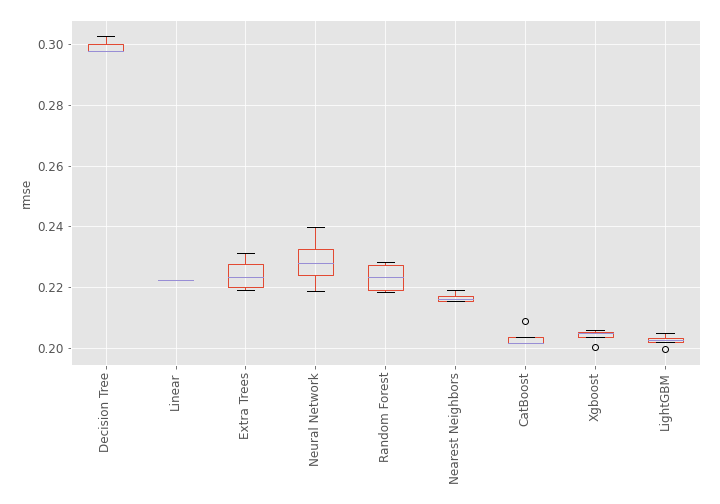 0.30
0.28
0.26
0.24
0.22
0.20
rmse
Decision Tree
Linear
Extra Trees
Neural Network
Random Forest
Nearest Neighbors
CatBoost
Xgboost
LightGBM